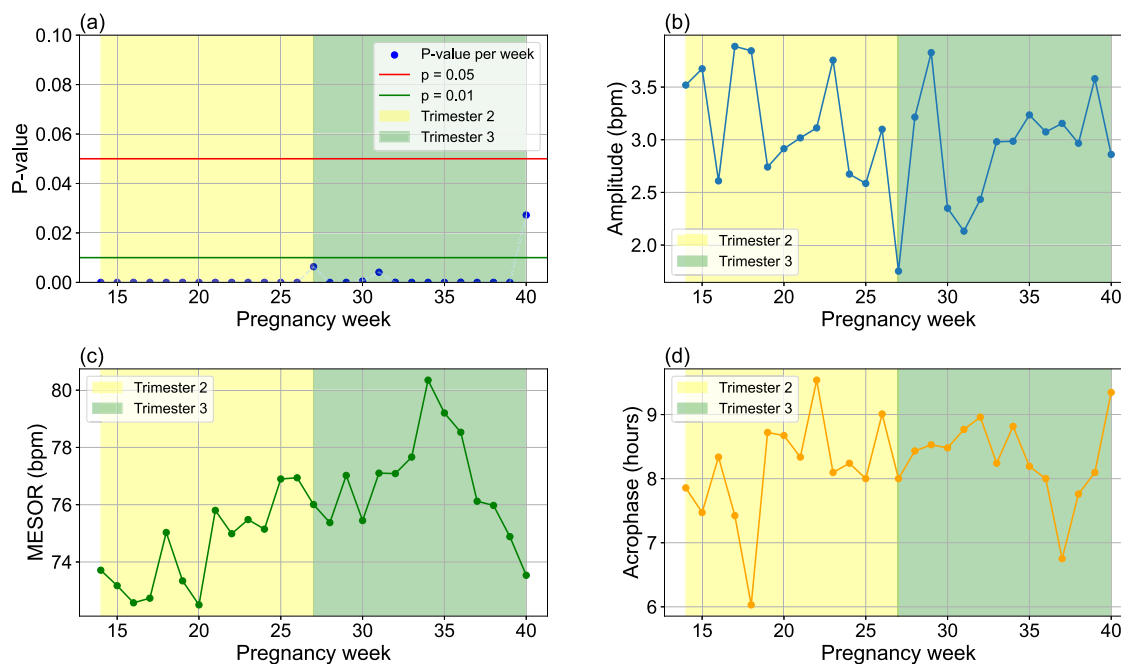 (a)
0.10
0.08
0.06
0.04
0.02
0.00
P-value
P-value per week
p = 0.05
p = 0.01
Trimester 2
Trimester 3
15
20
25
30
35
40
Pregnancy week
(b)
3.5
3.0
2.5
2.0
Amplitude (bpm)
Trimester 2
Trimester 3
15
20
25
30
35
40
Pregnancy week
(c)
80
78
76
74
MESOR (bpm)
Trimester 2
Trimester 3
15
20
25
30
35
40
Pregnancy week
(d)
9
8
7
6
Acrophase (hours)
Trimester 2
Trimester 3
15
20
25
30
35
40
Pregnancy week